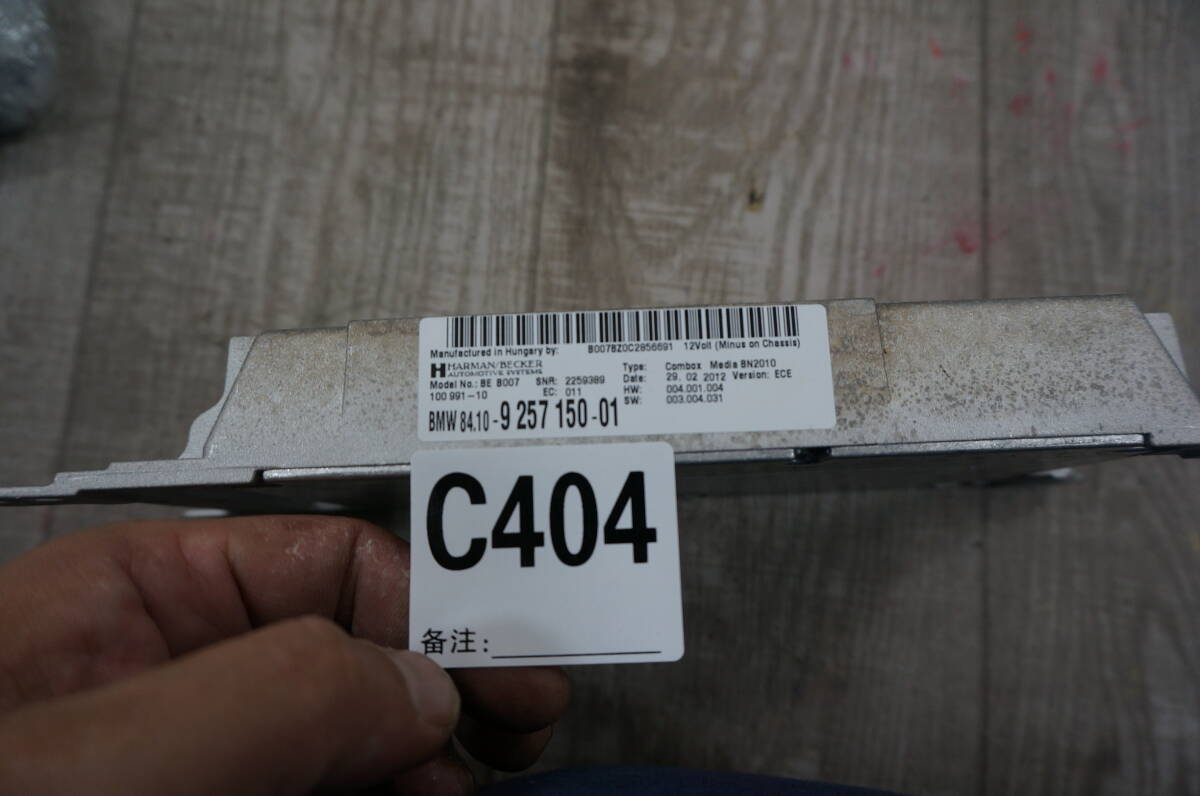 Manufactured in Hungary by: B007BZ0C2856691 12Volt (Minus on Chassis)
HARMAN/BECKER
AUTOMOTIVE SYSTEMS
Type: Combox Media BN2010
Model No.: BE B007 SNR: 2259389 Date: 29. 02 2012 Version: ECE
100 991-10 EC: 011 HW: 004.001.004
SW: 003.004.031
BMW 84.10-9 257 150-01
C404
备注: